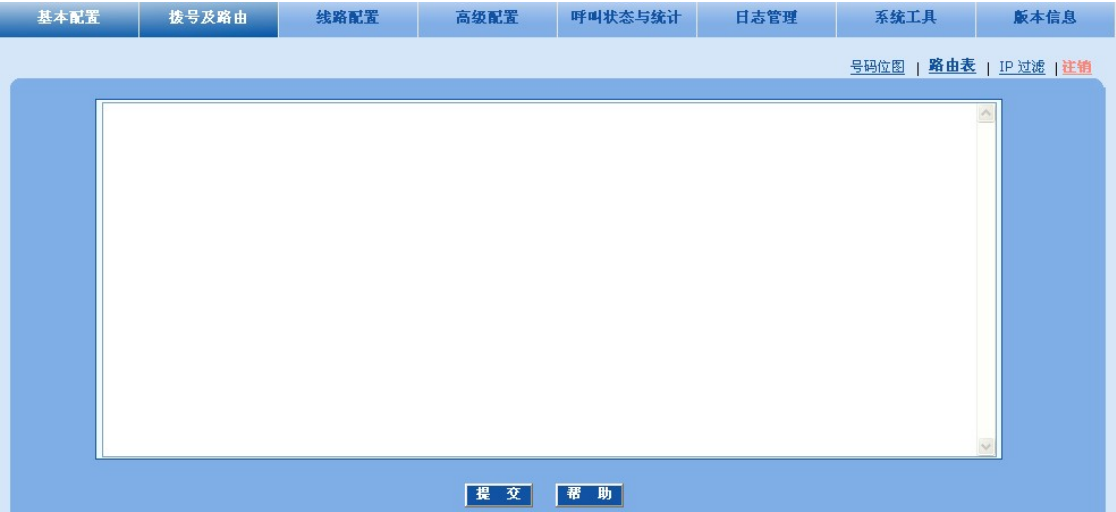 基本配置 拨号及路由 线路配置 高级配置 呼叫状态与统计 日志管理 系统工具 版本信息
号码位图 | 路由表 | IP 过滤 | 注销
提 交 帮 助